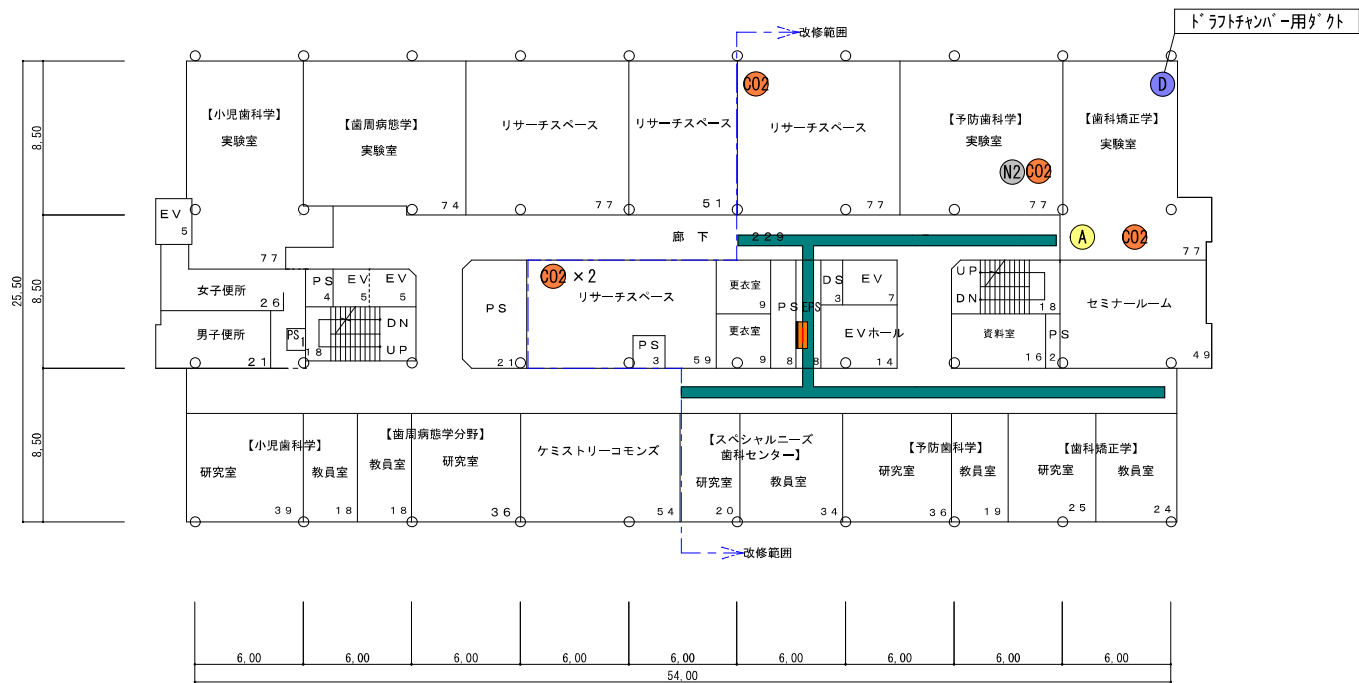 ドラフトチャンバー用ダクト
改修範囲
D
CO2
【小児歯科学】
実験室
【歯周病態学】
実験室
リサーチスペース
リサーチスペース
リサーチスペース
【予防歯科学】
実験室
【歯科矯正学】
実験室
8,50
N2
CO2
74
77
51
77
77
EV
5
廊下
229
A
CO2
77
77
25,50
8,50
女子便所
26
男子便所
21
PS
4
EV
5
EV
5
PS1
18
DN
UP
PS
21
CO2
×2
リサーチスペース
PS
3
59
更衣室
9
更衣室
9
PS
8
EPS
8
DS
3
EV
7
EVホール
14
UP
DN
18
資料室
16
PS
2
セミナールーム
49
8,50
【小児歯科学】
研究室
39
教員室
18
【歯周病態学分野】
教員室
18
研究室
36
ケミストリーコモンズ
54
【スペシャルニーズ
歯科センター】
研究室
20
教員室
34
【予防歯科学】
研究室
36
教員室
19
【歯科矯正学】
研究室
25
教員室
24
改修範囲
6,00
6,00
6,00
6,00
6,00
6,00
6,00
6,00
6,00
54,00